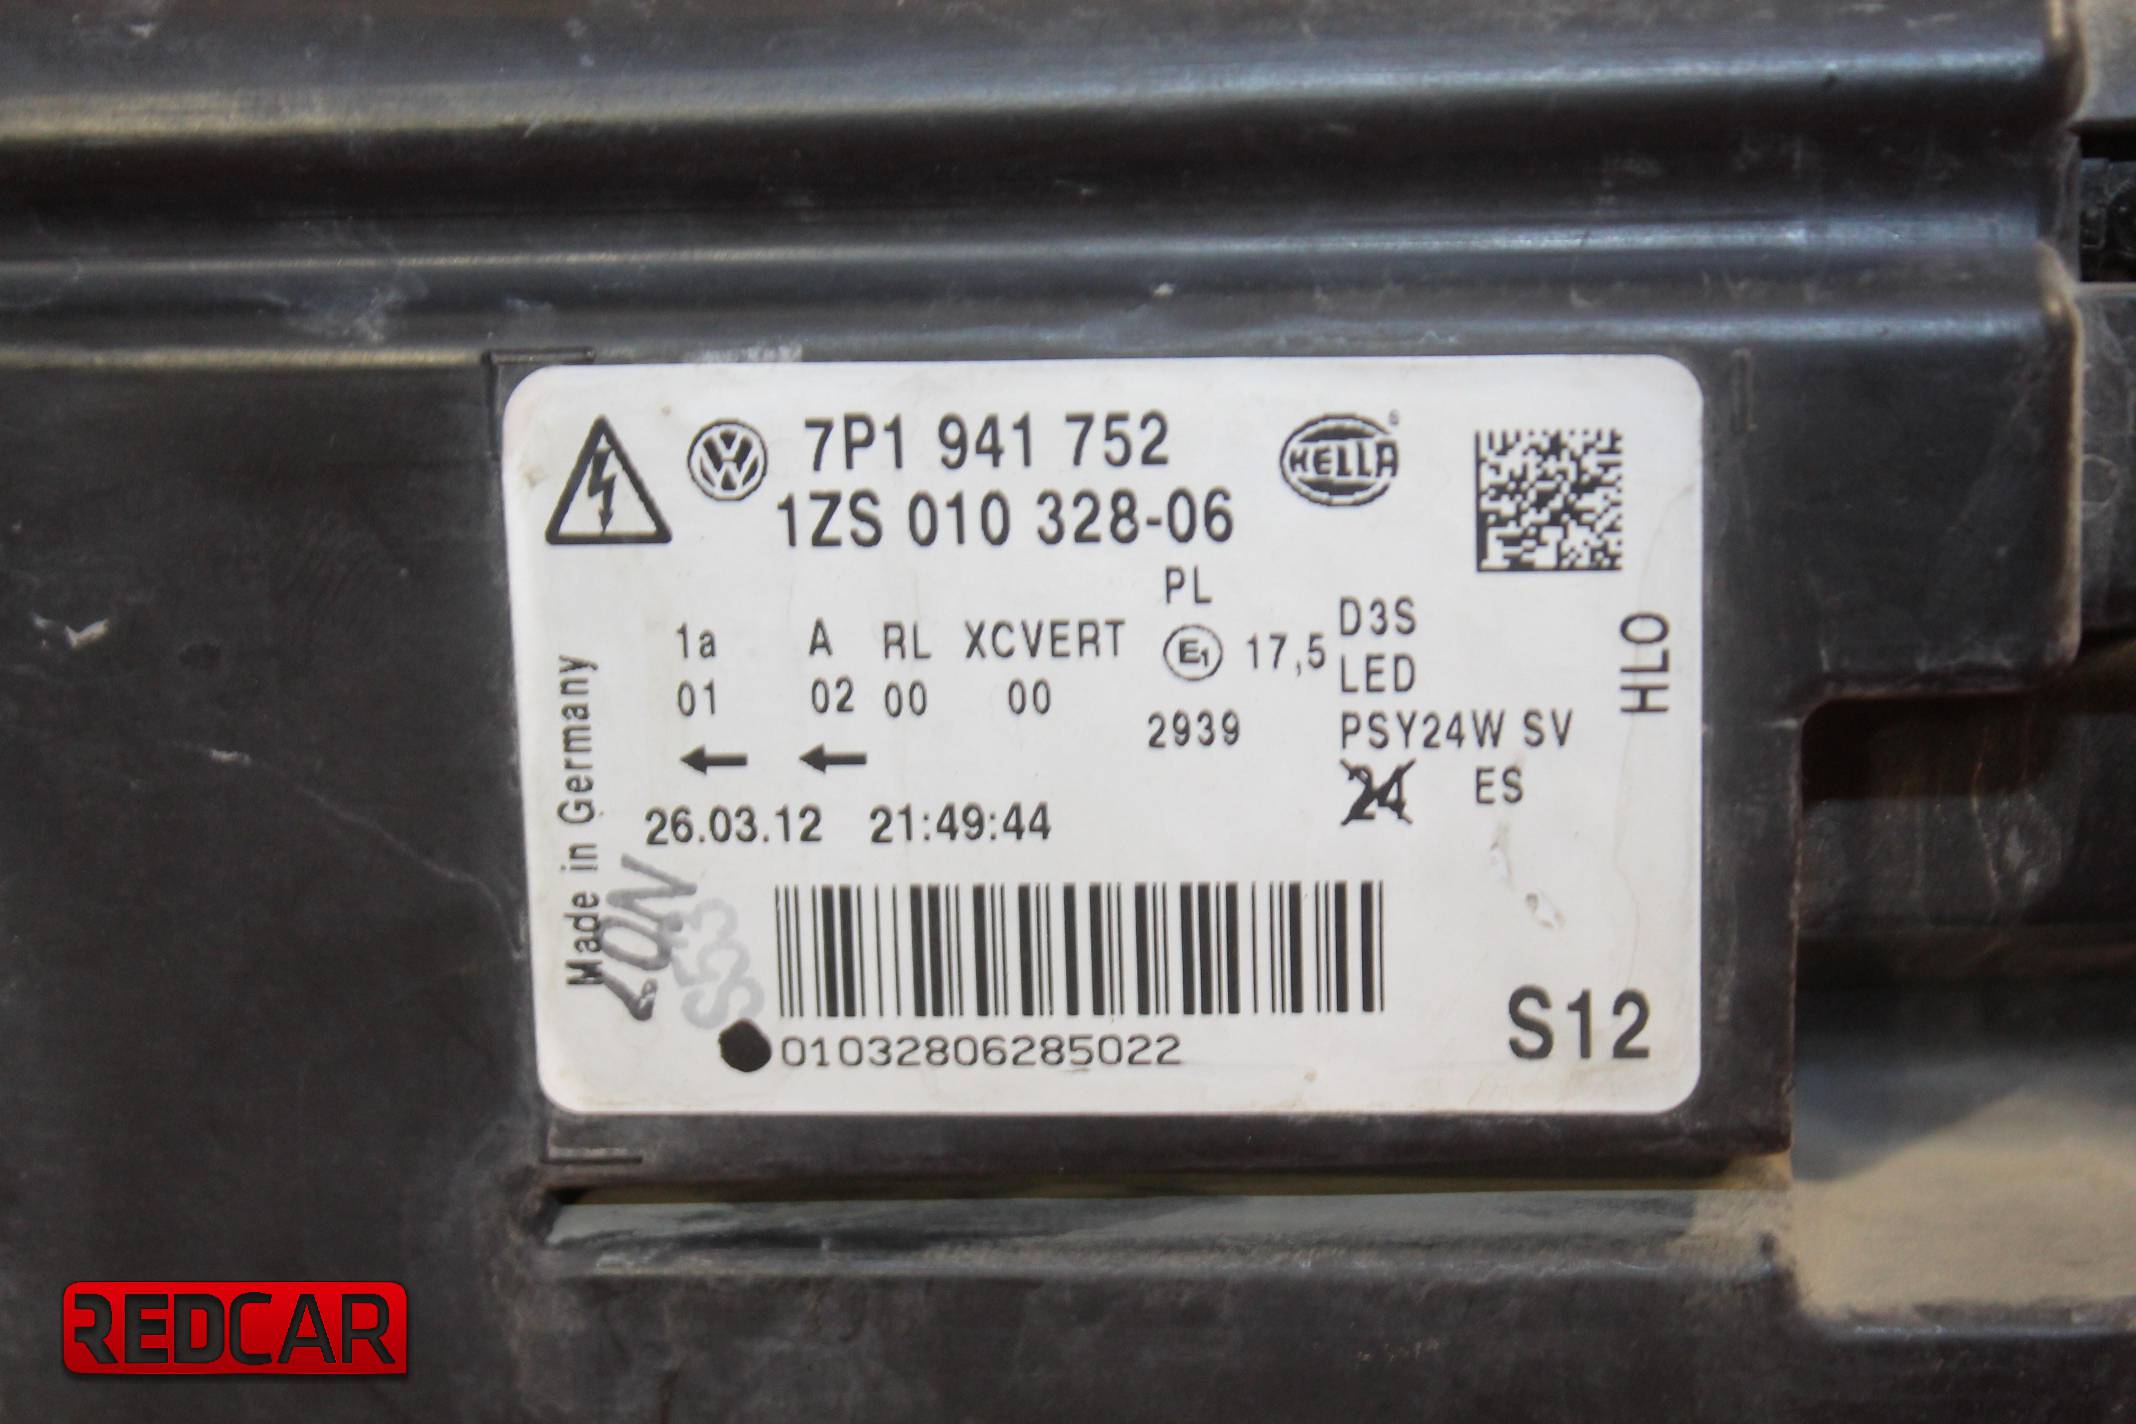 7P1 941 752
HELLA
1ZS 010 328-06
PL
1a A RL XCVERT E1 17,5 D3S
LED
01 02 00 00
2939 PSY24W SV
24 ES
HLO
Made in Germany
26.03.12 21:49:44
S53
01032806285022
S12
REDCAR